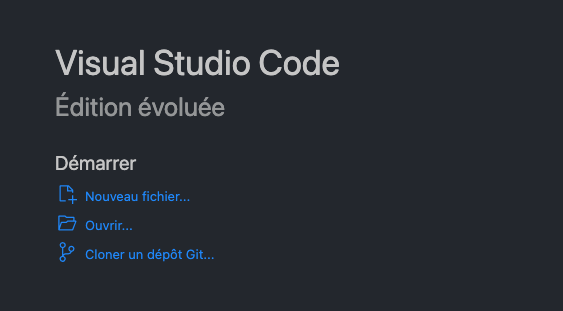 Visual Studio Code
Édition évoluée
Démarrer
Nouveau fichier...
Ouvrir...
Cloner un dépôt Git...